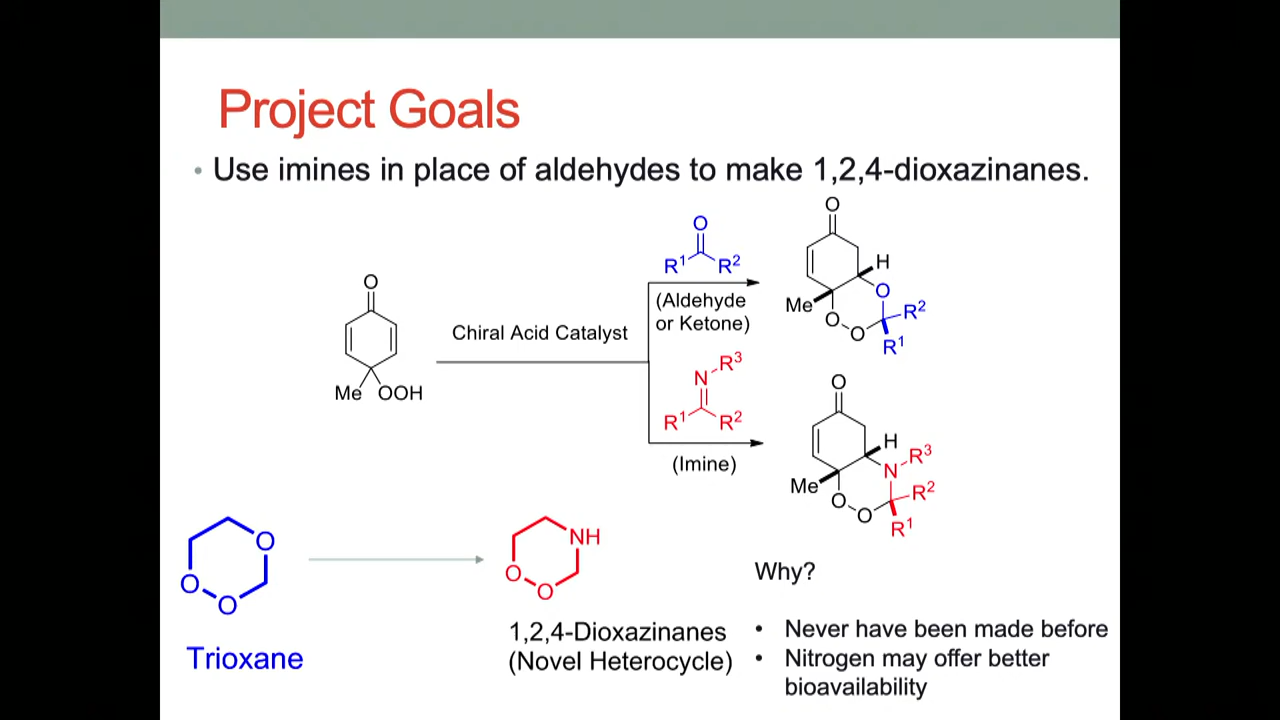 Project Goals
• Use imines in place of aldehydes to make 1,2,4-dioxazinanes.
O
Me OOH
Chiral Acid Catalyst
O
R¹ R²
(Aldehyde
or Ketone)
N R³
R¹ R²
(Imine)
O
H
O
Me
O O
R²
R¹
O
H
N R³
Me
O O
R²
R¹
O
O
O
Trioxane
NH
O
O
1,2,4-Dioxazinanes
(Novel Heterocycle)
Why?
• Never have been made before
• Nitrogen may offer better
bioavailability